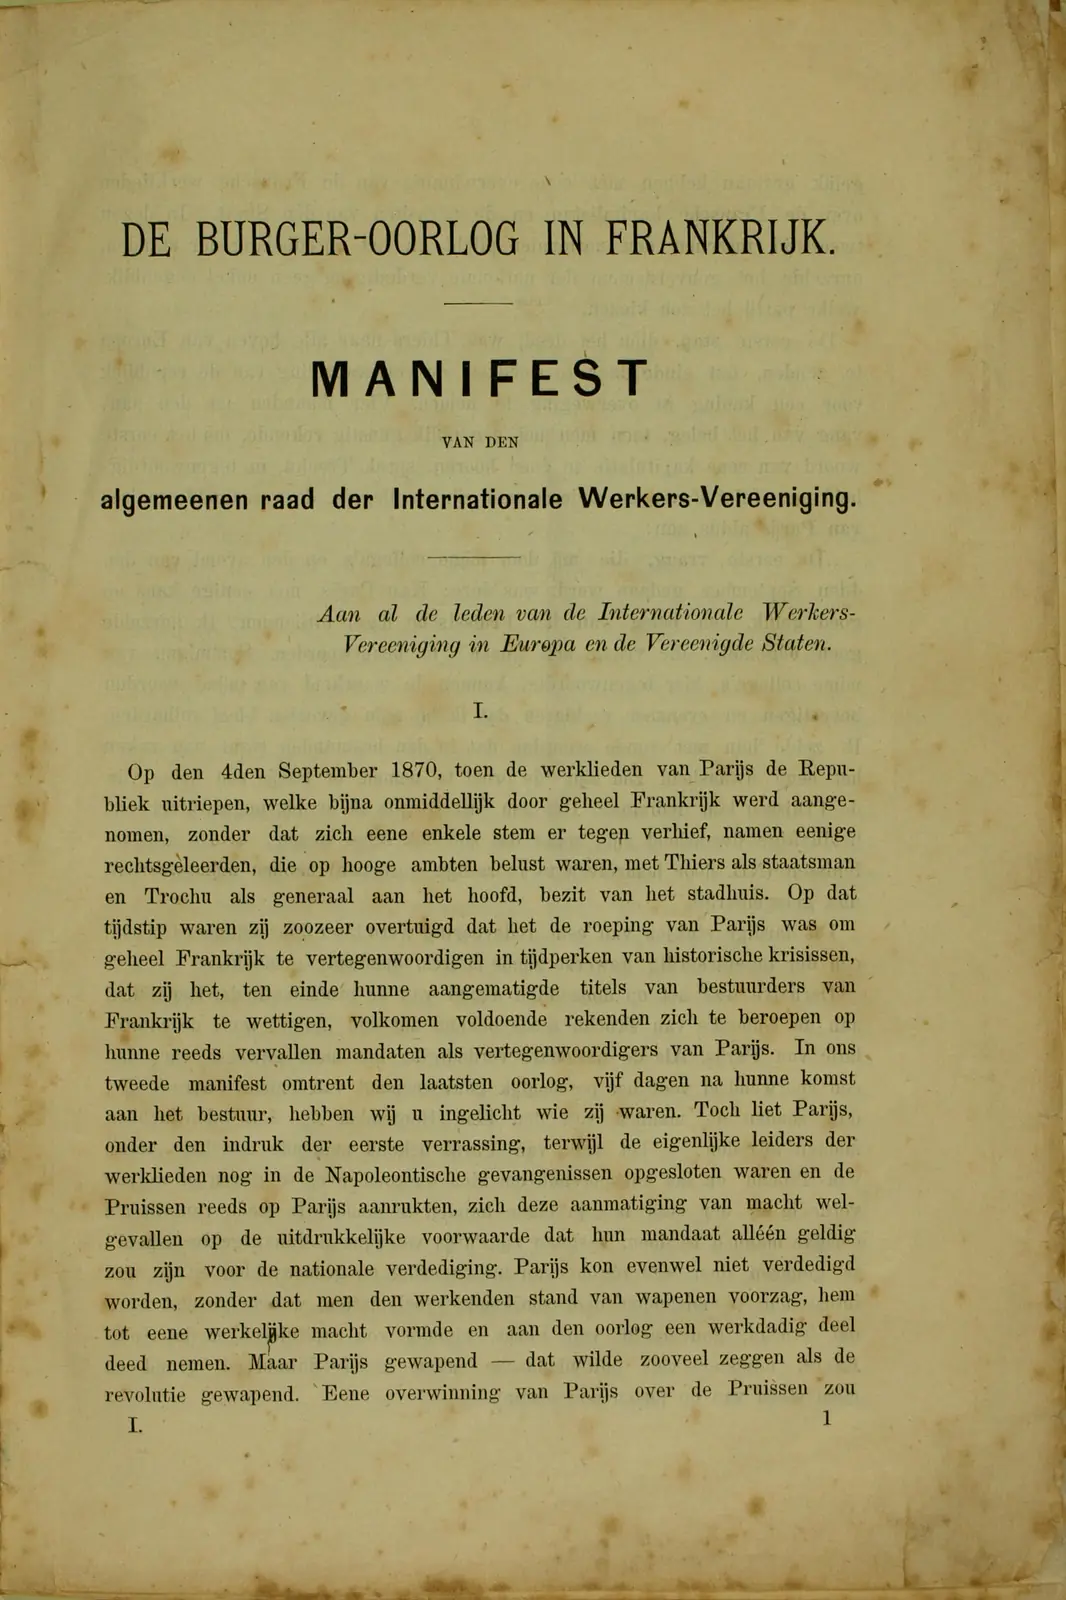 DE BURGER-OORLOG IN FRANKRIJK.
MANIFEST
VAN DEN
algemeenen raad der Internationale Werkers-Vereeniging.
Aan al de leden van de Internationale Werkers-
Vereeniging in Europa en de Vereenigde Staten.
I.
Op den 4den September 1870, toen de werklieden van Parijs de Repu-
bliek uitriepen, welke bijna onmiddellijk door geheel Frankrijk werd aange-
nomen, zonder dat zich eene enkele stem er tegen verhief, namen eenige
rechtsgeleerden, die op hooge ambten belust waren, met Thiers als staatsman
en Trochu als generaal aan het hoofd, bezit van het stadhuis. Op dat
tijdstip waren zij zoozeer overtuigd dat het de roeping van Parijs was om
geheel Frankrijk te vertegenwoordigen in tijdperken van historische krisissen,
dat zij het, ten einde hunne aangematigde titels van bestuurders van
Frankrijk te wettigen, volkomen voldoende rekenden zich te beroepen op
hunne reeds vervallen mandaten als vertegenwoordigers van Parijs. In ons
tweede manifest omtrent den laatsten oorlog, vijf dagen na hunne komst
aan het bestuur, hebben wij u ingelicht wie zij waren. Toch liet Parijs,
onder den indruk der eerste verrassing, terwijl de eigenlijke leiders der
werklieden nog in de Napoleontische gevangenissen opgesloten waren en de
Pruissen reeds op Parijs aanrukten, zich deze aanmatiging van macht wel-
gevallen op de uitdrukkelijke voorwaarde dat hun mandaat alléén geldig
zou zijn voor de nationale verdediging. Parijs kon evenwel niet verdedigd
worden, zonder dat men den werkenden stand van wapenen voorzag, hem
tot eene werkelijke macht vormde en aan den oorlog een werkdadig deel
deed nemen. Maar Parijs gewapend — dat wilde zooveel zeggen als de
revolutie gewapend. Eene overwinning van Parijs over de Pruissen zou
I. 1